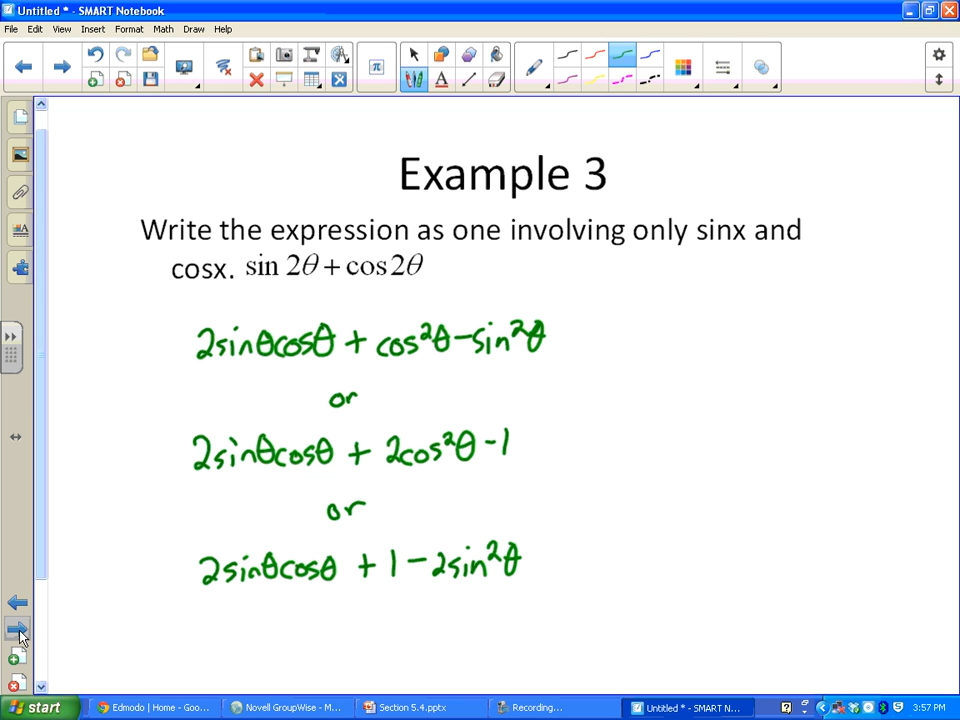 Untitled * - SMART Notebook
File Edit View Insert Format Math Draw Help
Example 3
Write the expression as one involving only sinx and
cosx. sin 2θ + cos 2θ
2sinθcosθ + cos²θ - sin²θ
or
2sinθcosθ + 2cos²θ - 1
or
2sinθcosθ + 1 - 2sin²θ
start Edmodo | Home - Goo... Novell GroupWise - M... Section 5.4.pptx Recording... Untitled * - SMART N... 3:57 PM